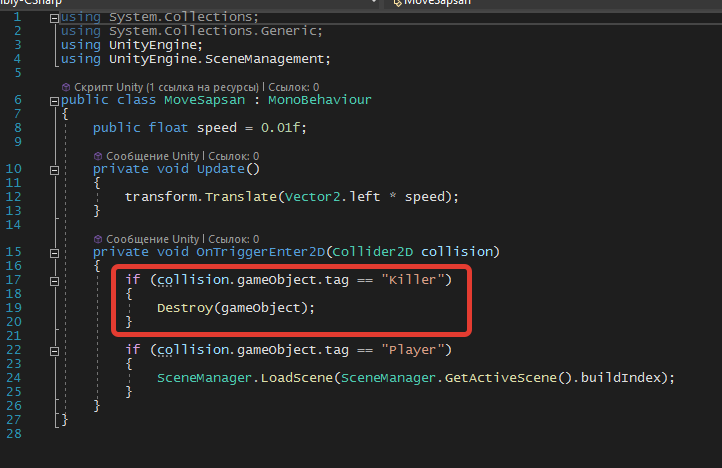 bly-CSharp MoveSapsan
1 using System.Collections;
2 using System.Collections.Generic;
3 using UnityEngine;
4 using UnityEngine.SceneManagement;
5
Скрипт Unity (1 ссылка на ресурсы) | Ссылок: 0
6 public class MoveSapsan : MonoBehaviour
7 {
8 public float speed = 0.01f;
9
Сообщение Unity | Ссылок: 0
10 private void Update()
11 {
12 transform.Translate(Vector2.left * speed);
13 }
14
Сообщение Unity | Ссылок: 0
15 private void OnTriggerEnter2D(Collider2D collision)
16 {
17 if (collision.gameObject.tag == "Killer")
18 {
19 Destroy(gameObject);
20 }
21
22 if (collision.gameObject.tag == "Player")
23 {
24 SceneManager.LoadScene(SceneManager.GetActiveScene().buildIndex);
25 }
26 }
27 }
28